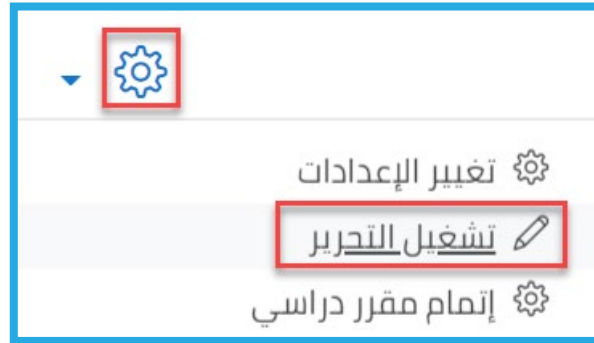 تغيير الإعدادات
تشغيل التحرير
إتمام مقرر دراسي